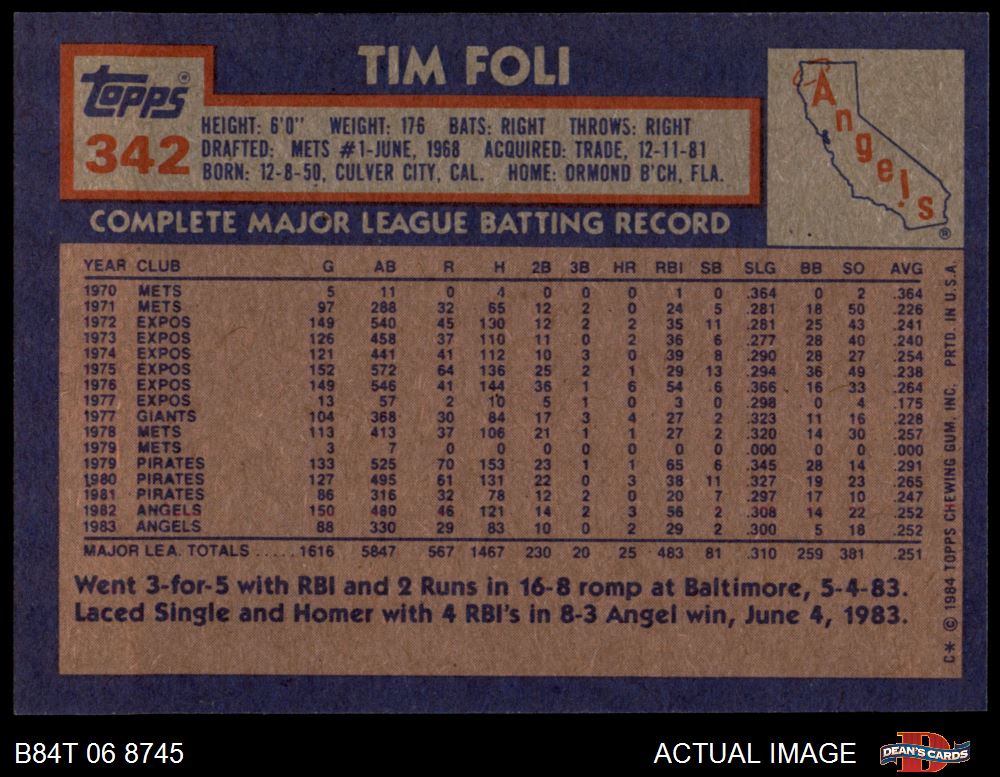 TIM FOLI
Topps®
342
HEIGHT: 6'0" WEIGHT: 176 BATS: RIGHT THROWS: RIGHT
DRAFTED: METS #1-JUNE, 1968 ACQUIRED: TRADE, 12-11-81
BORN: 12-8-50, CULVER CITY, CAL. HOME: ORMOND B'CH, FLA.
Angels
®
COMPLETE MAJOR LEAGUE BATTING RECORD
YEAR CLUB G AB R H 2B 3B HR RBI SB SLG BB SO AVG
1970 METS 5 11 0 4 0 0 0 1 0 .364 0 2 .364
1971 METS 97 288 32 65 12 2 0 24 5 .281 18 50 .226
1972 EXPOS 149 540 45 130 12 2 2 35 11 .281 25 43 .241
1973 EXPOS 126 458 37 110 11 0 2 36 6 .277 28 40 .240
1974 EXPOS 121 441 41 112 10 3 0 39 8 .290 28 27 .254
1975 EXPOS 152 572 64 136 25 2 1 29 13 .294 36 49 .238
1976 EXPOS 149 546 41 144 36 1 6 54 6 .366 16 33 .264
1977 EXPOS 13 57 2 10 5 1 0 3 0 .298 0 4 .175
1977 GIANTS 104 368 30 84 17 3 4 27 2 .323 11 16 .228
1978 METS 113 413 37 106 21 1 1 27 2 .320 14 30 .257
1979 METS 3 7 0 0 0 0 0 0 0 .000 0 0 .000
1979 PIRATES 133 525 70 153 23 1 1 65 6 .345 28 14 .291
1980 PIRATES 127 495 61 131 22 0 3 38 11 .327 19 23 .265
1981 PIRATES 86 316 32 78 12 2 0 20 7 .297 17 10 .247
1982 ANGELS 150 480 46 121 14 2 3 56 2 .308 14 22 .252
1983 ANGELS 88 330 29 83 10 0 2 29 2 .300 5 18 .252
MAJOR LEA. TOTALS ..... 1616 5847 567 1467 230 20 25 483 81 .310 259 381 .251
Went 3-for-5 with RBI and 2 Runs in 16-8 romp at Baltimore, 5-4-83.
Laced Single and Homer with 4 RBI's in 8-3 Angel win, June 4, 1983.
C* © 1984 TOPPS CHEWING GUM, INC. PRTD. IN U.S.A.
B84T 06 8745
ACTUAL IMAGE
DEAN'S CARDS